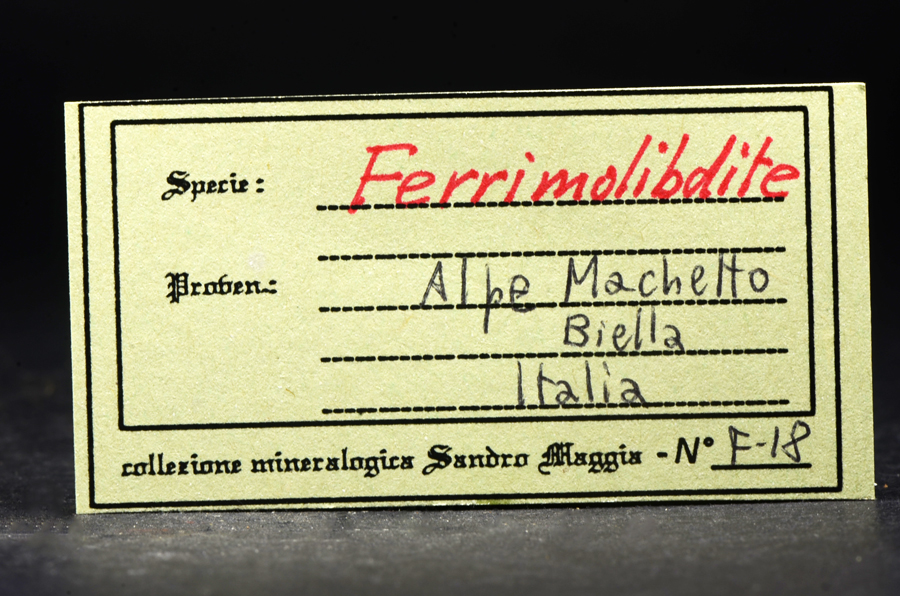 Specie: Ferrimolibdite
Proven.: Alpe Machetto
Biella
Italia
collezione mineralogica Sandro Maggia - N° F-18